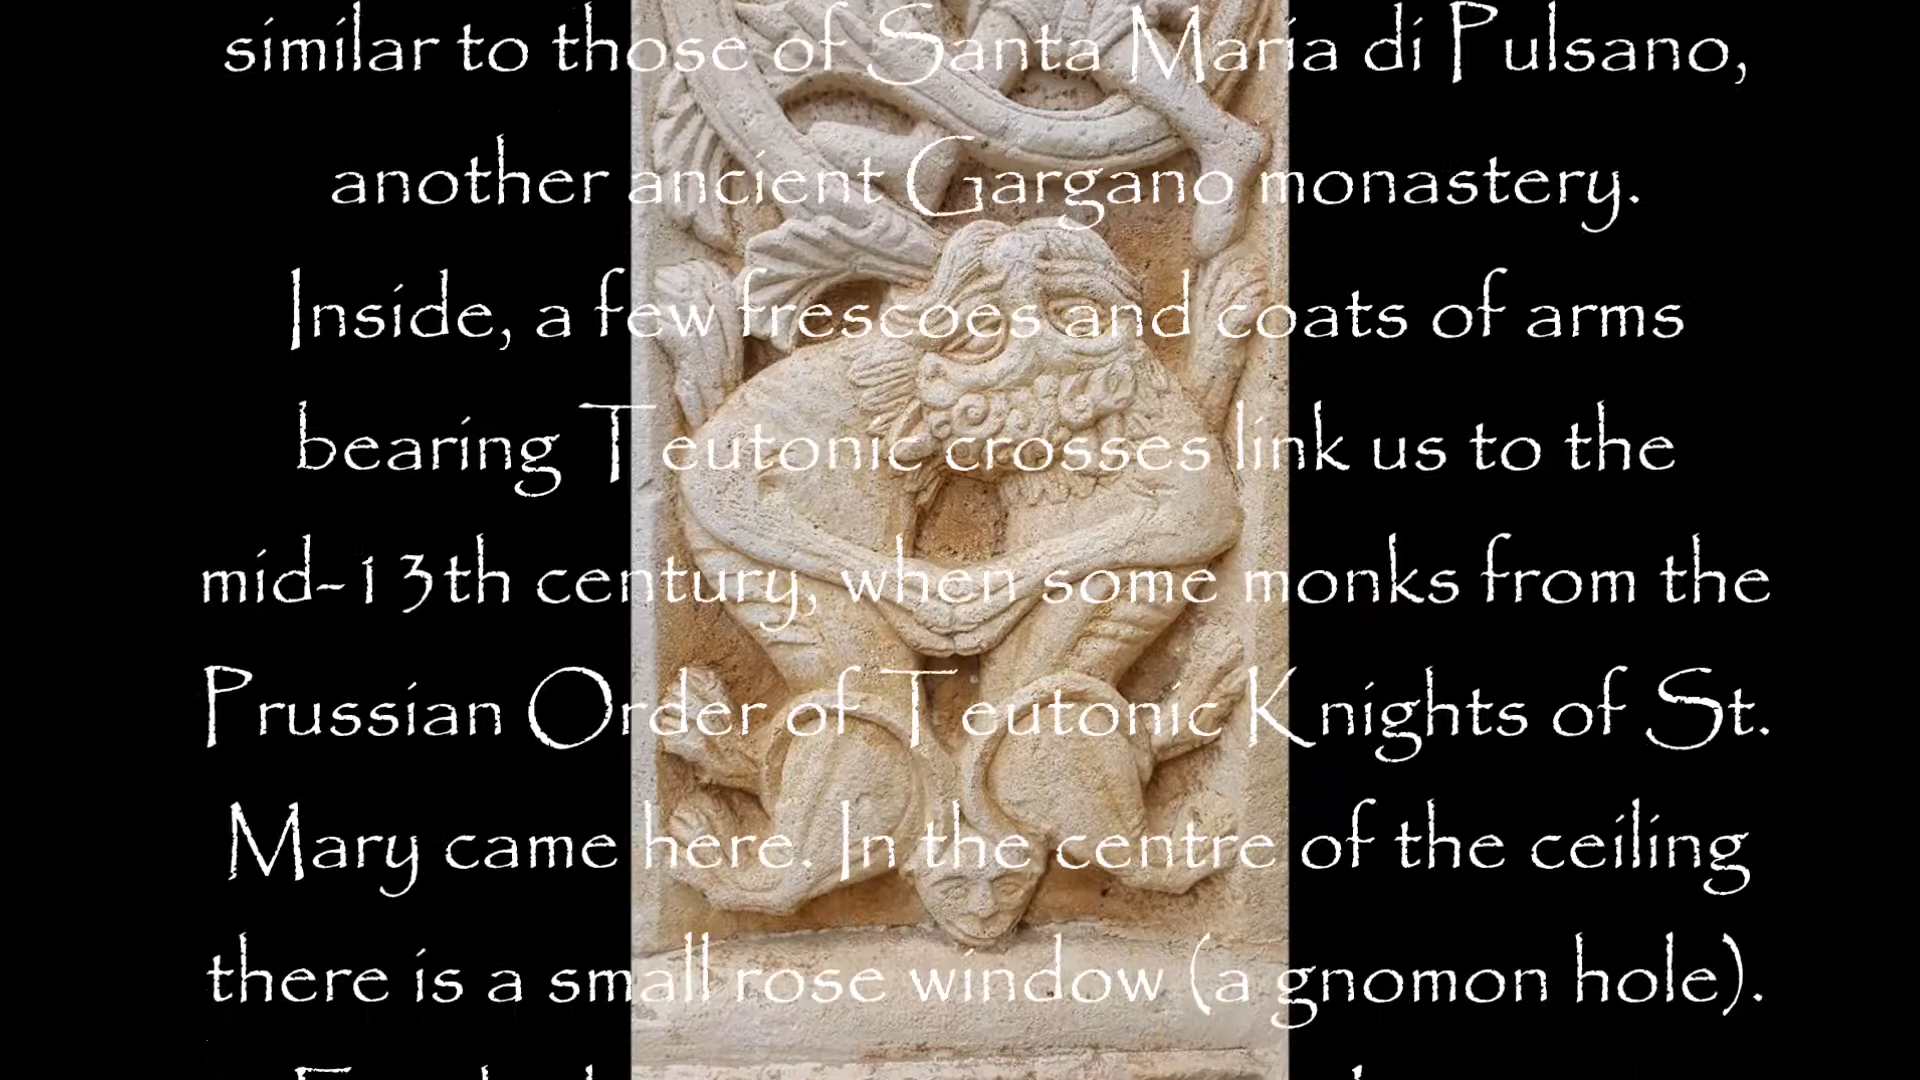 similar to those of Santa Maria di Pulsano,
another ancient Gargano monastery.
Inside, a few frescoes and coats of arms
bearing Teutonic crosses link us to the
mid-13th century, when some monks from the
Prussian Order of Teutonic Knights of St.
Mary came here. In the centre of the ceiling
there is a small rose window (a gnomon hole).